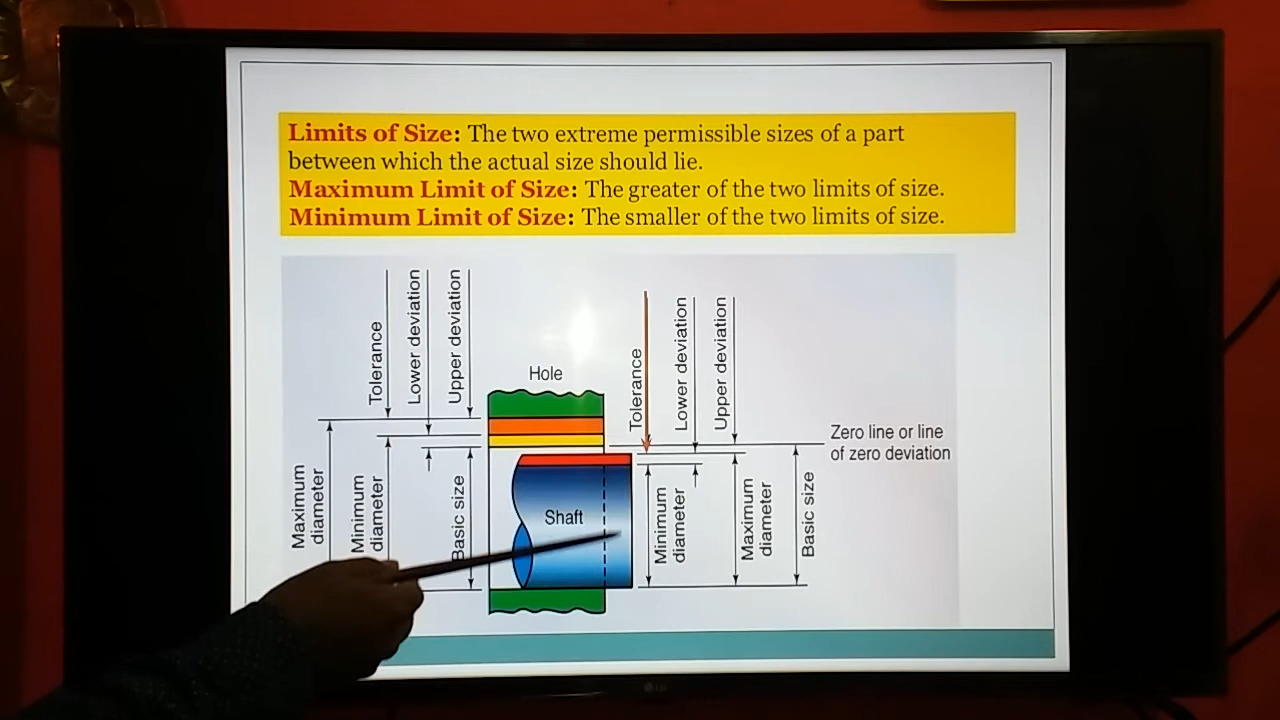 Limits of Size: The two extreme permissible sizes of a part
between which the actual size should lie.
Maximum Limit of Size: The greater of the two limits of size.
Minimum Limit of Size: The smaller of the two limits of size.
Tolerance
Lower deviation
Upper deviation
Hole
Tolerance
Lower deviation
Upper deviation
Zero line or line
of zero deviation
Maximum
diameter
Minimum
diameter
Basic size
Shaft
Minimum
diameter
Maximum
diameter
Basic size
LG